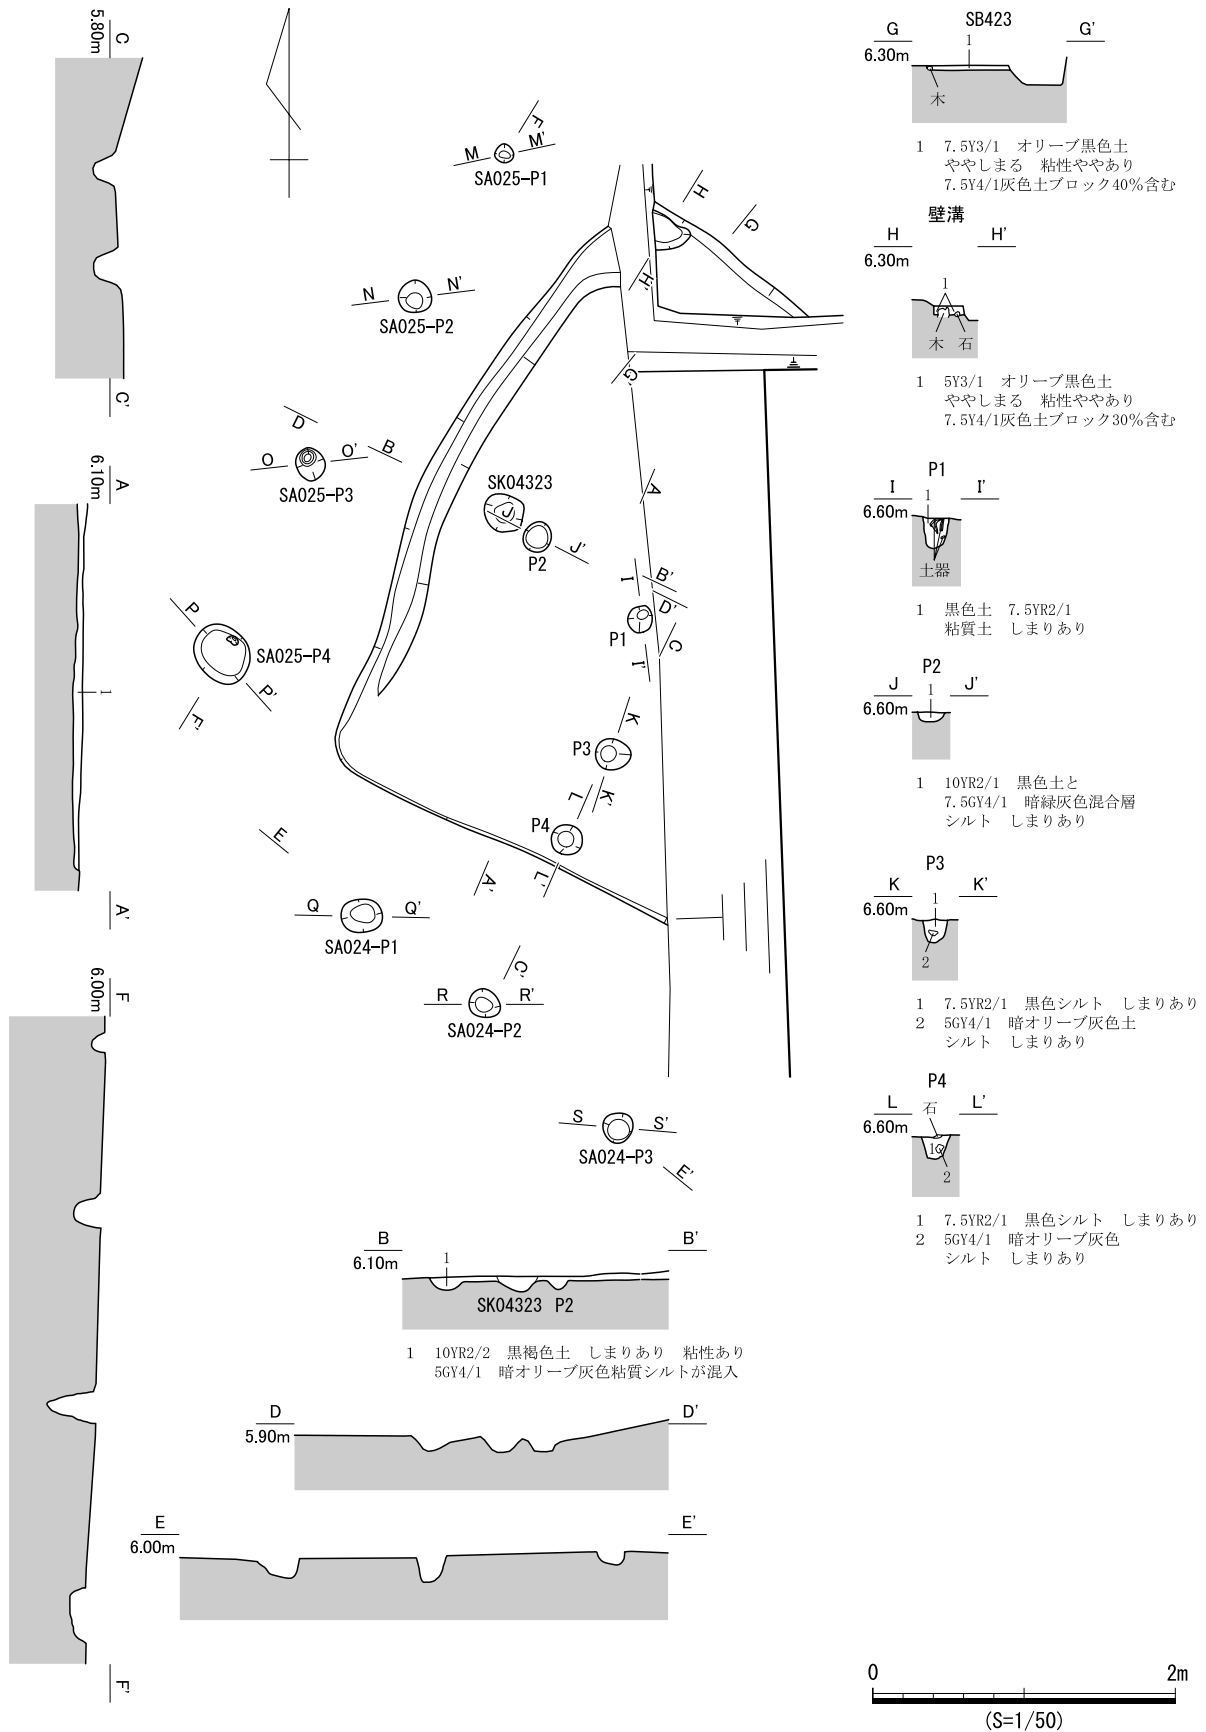 C
5.80m
C'
A
6.10m
1
A'
F
6.00m
F'
F
M M'
SA025-P1
N N'
SA025-P2
D
O O'
SA025-P3
B
P
SA025-P4
P'
F'
H
G
H'
G'
A
SK04323
J
J'
P2
I
B'
D'
P1
C
I'
K
P3
K'
L
P4
L'
E
A'
Q Q'
SA024-P1
C'
R R'
SA024-P2
S S'
SA024-P3
E'
B B'
6.10m
1
SK04323 P2
1 10YR2/2 黒褐色土 しまりあり 粘性あり
5GY4/1 暗オリーブ灰色粘質シルトが混入
D D'
5.90m
E E'
6.00m
SB423
G G'
6.30m
1
木
1 7.5Y3/1 オリーブ黒色土
ややしまる 粘性ややあり
7.5Y4/1灰色土ブロック40%含む
壁溝
H H'
6.30m
1
木 石
1 5Y3/1 オリーブ黒色土
ややしまる 粘性ややあり
7.5Y4/1灰色土ブロック30%含む
P1
I I'
6.60m
1
土器
1 黒色土 7.5YR2/1
粘質土 しまりあり
P2
J J'
6.60m
1
1 10YR2/1 黒色土と
7.5GY4/1 暗緑灰色混合層
シルト しまりあり
P3
K K'
6.60m
1
2
1 7.5YR2/1 黒色シルト しまりあり
2 5GY4/1 暗オリーブ灰色土
シルト しまりあり
P4
L L'
石
6.60m
1
2
1 7.5YR2/1 黒色シルト しまりあり
2 5GY4/1 暗オリーブ灰色
シルト しまりあり
0 2m
(S=1/50)